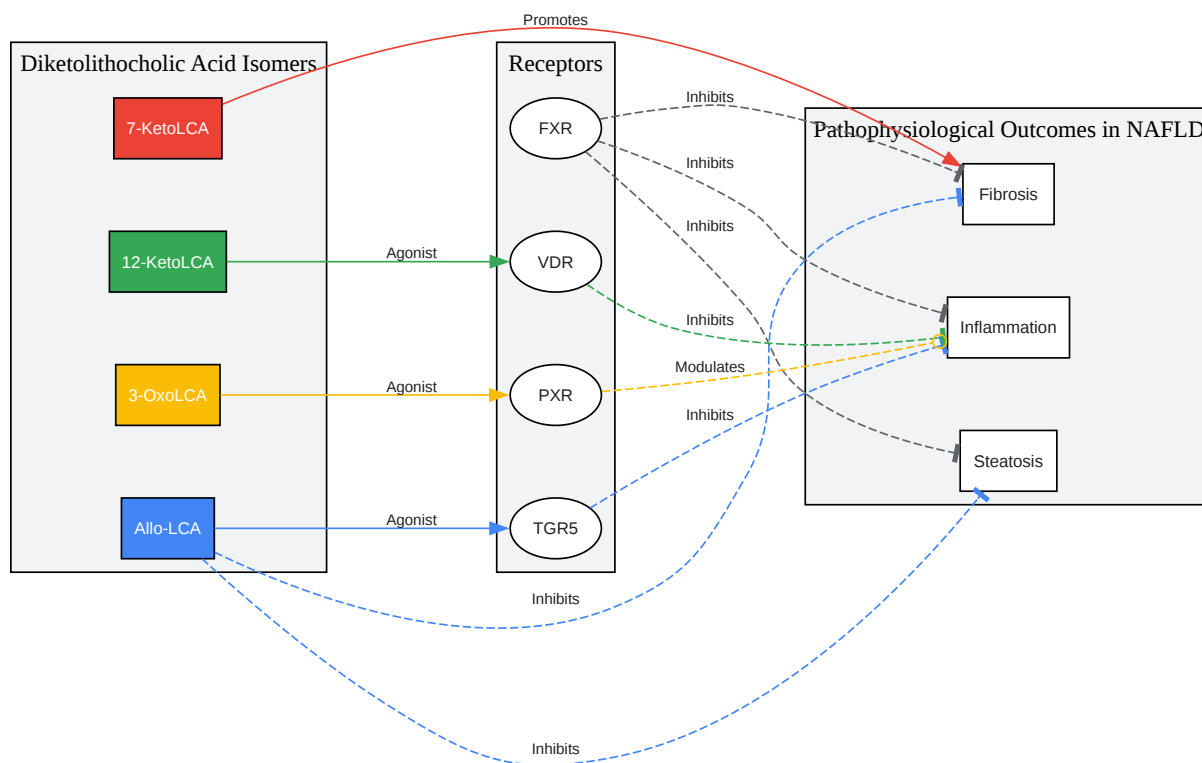 Promotes
Diketolithocholic Acid Isomers
7-KetoLCA
12-KetoLCA
3-OxoLCA
Allo-LCA
Agonist
Agonist
Agonist
Receptors
FXR
VDR
PXR
TGR5
Inhibits
Inhibits
Inhibits
Inhibits
Modulates
Inhibits
Inhibits
Inhibits
Pathophysiological Outcomes in NAFLD
Fibrosis
Inflammation
Steatosis